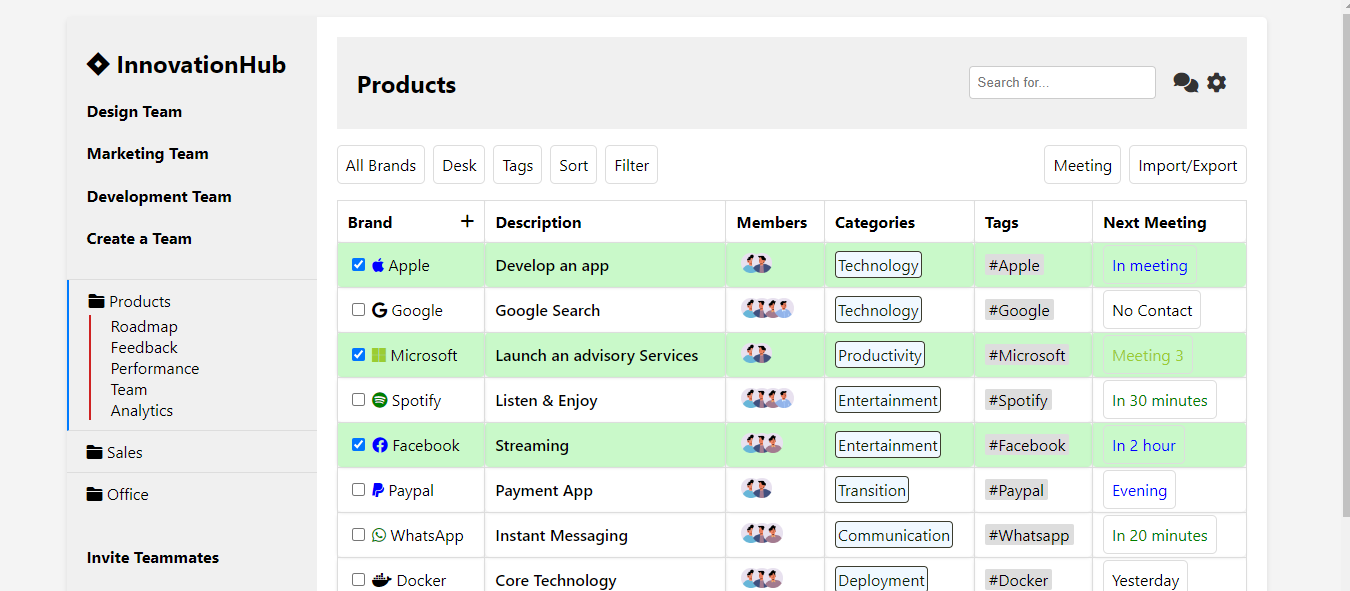 InnovationHub
Design Team
Marketing Team
Development Team
Create a Team
Products
Roadmap
Feedback
Performance
Team
Analytics
Sales
Office
Invite Teammates
Products
Search for...
All Brands Desk Tags Sort Filter Meeting Import/Export
Brand + Description Members Categories Tags Next Meeting
Apple Develop an app Technology #Apple In meeting
Google Google Search Technology #Google No Contact
Microsoft Launch an advisory Services Productivity #Microsoft Meeting 3
Spotify Listen & Enjoy Entertainment #Spotify In 30 minutes
Facebook Streaming Entertainment #Facebook In 2 hour
Paypal Payment App Transition #Paypal Evening
WhatsApp Instant Messaging Communication #Whatsapp In 20 minutes
Docker Core Technology Deployment #Docker Yesterday